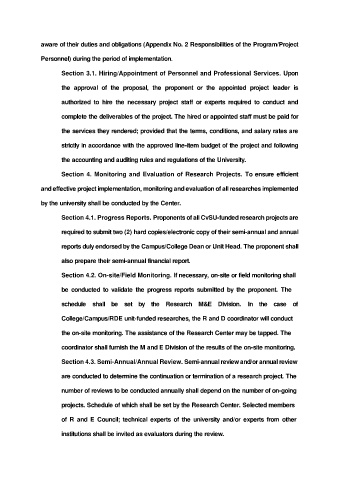 aware of their duties and obligations (Appendix No. 2 Responsibilities of the Program/Project
Personnel) during the period of implementation.
Section 3.1. Hiring/Appointment of Personnel and Professional Services. Upon
the approval of the proposal, the proponent or the appointed project leader is
authorized to hire the necessary project staff or experts required to conduct and
complete the deliverables of the project. The hired or appointed staff must be paid for
the services they rendered; provided that the terms, conditions, and salary rates are
strictly in accordance with the approved line-item budget of the project and following
the accounting and auditing rules and regulations of the University.
Section 4. Monitoring and Evaluation of Research Projects. To ensure efficient
and effective project implementation, monitoring and evaluation of all researches implemented
by the university shall be conducted by the Center.
Section 4.1. Progress Reports. Proponents of all CvSU-funded research projects are
required to submit two (2) hard copies/electronic copy of their semi-annual and annual
reports duly endorsed by the Campus/College Dean or Unit Head. The proponent shall
also prepare their semi-annual financial report.
Section 4.2. On-site/Field Monitoring. If necessary, on-site or field monitoring shall
be conducted to validate the progress reports submitted by the proponent. The
schedule shall be set by the Research M&E Division. In the case of
College/Campus/RDE unit-funded researches, the R and D coordinator will conduct
the on-site monitoring. The assistance of the Research Center may be tapped. The
coordinator shall furnish the M and E Division of the results of the on-site monitoring.
Section 4.3. Semi-Annual/Annual Review. Semi-annual review and/or annual review
are conducted to determine the continuation or termination of a research project. The
number of reviews to be conducted annually shall depend on the number of on-going
projects. Schedule of which shall be set by the Research Center. Selected members
of R and E Council; technical experts of the university and/or experts from other
institutions shall be invited as evaluators during the review.